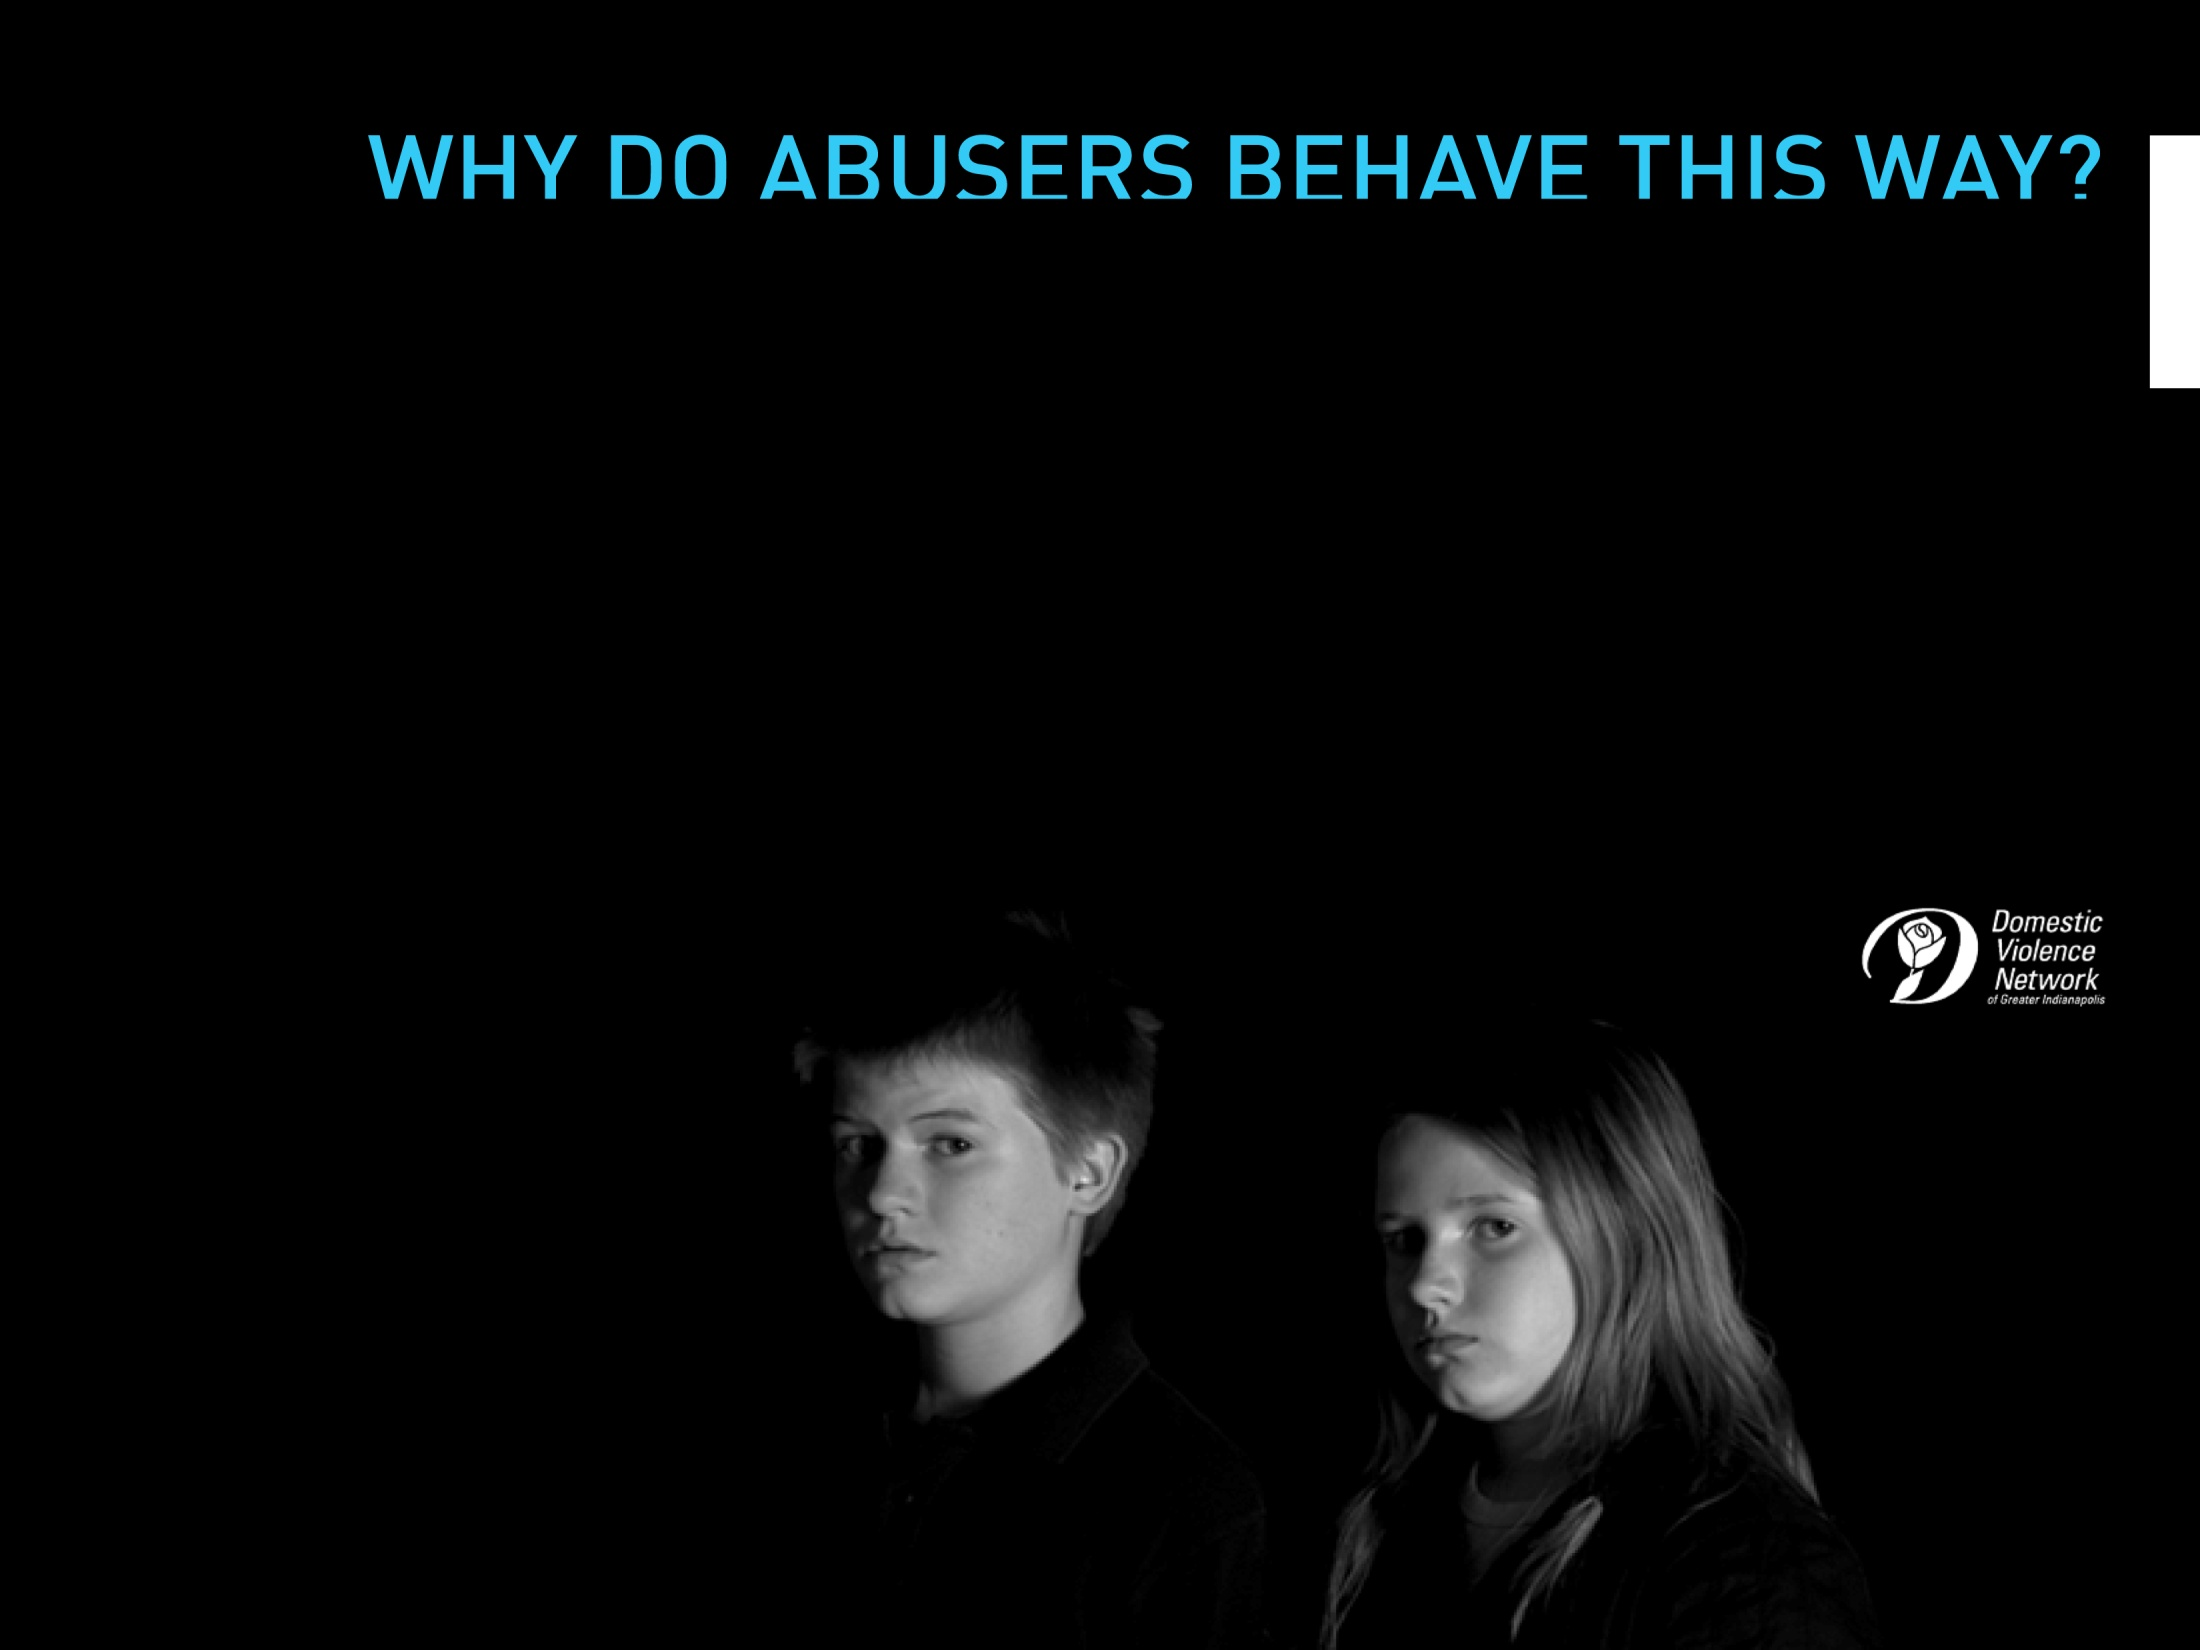 WHY DO ABUSERS BEHAVE THIS WAY?
Domestic
Violence
Network
of Greater Indianapolis